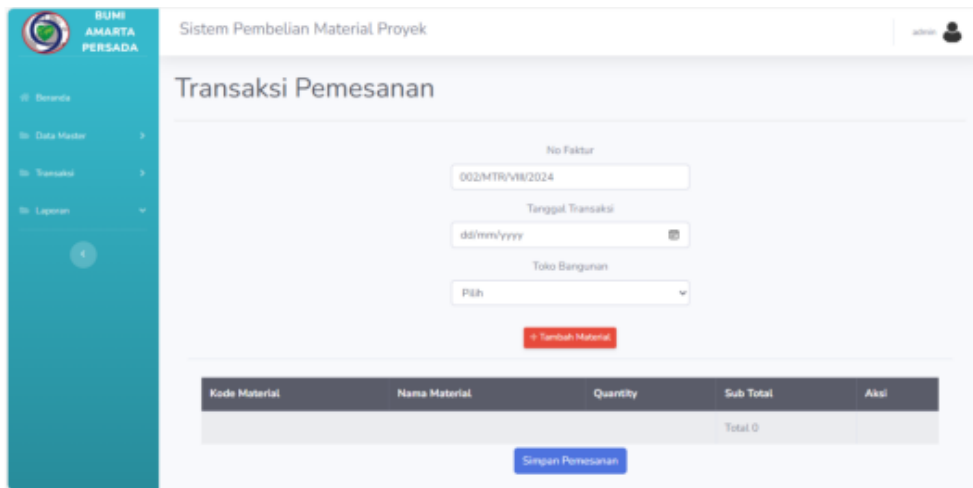 BUMI
AMARTA
PERSADA
Sistem Pembelian Material Proyek
admin
Beranda
Data Master
Transaksi
Laporan
Transaksi Pemesanan
No Faktur
002/MTR/VIII/2024
Tanggal Transaksi
dd/mm/yyyy
Toko Bangunan
Pilih
+ Tambah Material
Kode Material Nama Material Quantity Sub Total Aksi
Total 0
Simpan Pemesanan